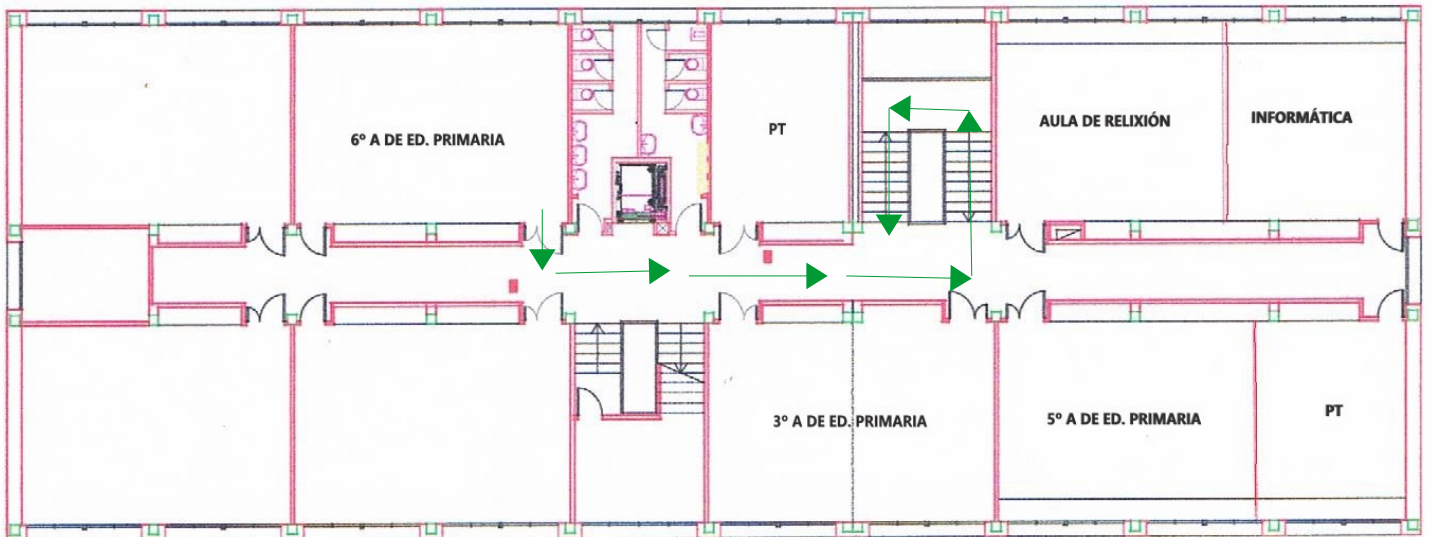 6º A DE ED. PRIMARIA
PT
AULA DE RELIXIÓN
INFORMÁTICA
3º A DE ED. PRIMARIA
5º A DE ED. PRIMARIA
PT